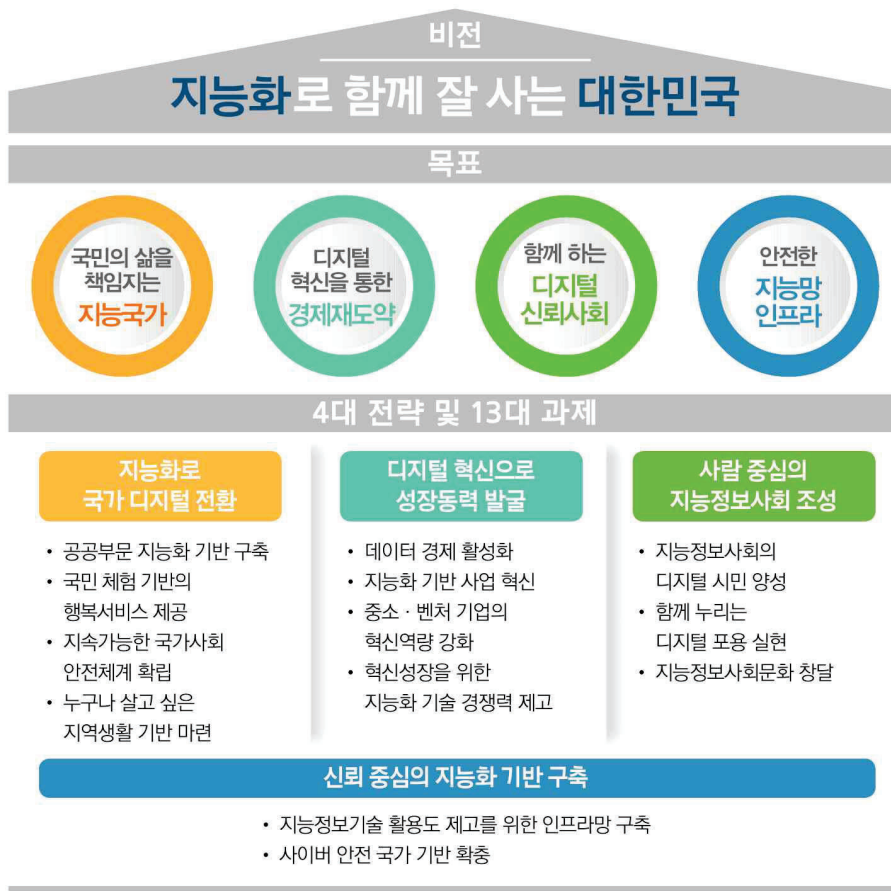 비전
지능화로 함께 잘 사는 대한민국
목표
국민의 삶을
책임지는
지능국가
디지털
혁신을 통한
경제재도약
함께 하는
디지털
신뢰사회
안전한
지능망
인프라
4대 전략 및 13대 과제
지능화로
국가 디지털 전환
• 공공부문 지능화 기반 구축
• 국민 체험 기반의
행복서비스 제공
• 지속가능한 국가사회
안전체계 확립
• 누구나 살고 싶은
지역생활 기반 마련
디지털 혁신으로
성장동력 발굴
• 데이터 경제 활성화
• 지능화 기반 사업 혁신
• 중소 · 벤처 기업의
혁신역량 강화
• 혁신성장을 위한
지능화 기술 경쟁력 제고
사람 중심의
지능정보사회 조성
• 지능정보사회의
디지털 시민 양성
• 함께 누리는
디지털 포용 실현
• 지능정보사회문화 창달
신뢰 중심의 지능화 기반 구축
• 지능정보기술 활용도 제고를 위한 인프라망 구축
• 사이버 안전 국가 기반 확충